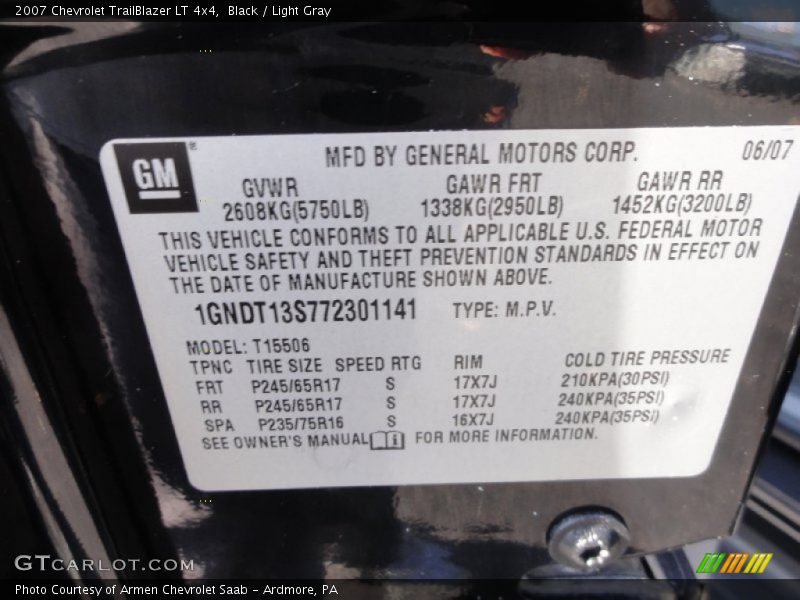 2007 Chevrolet TrailBlazer LT 4x4, Black / Light Gray
GM
®
MFD BY GENERAL MOTORS CORP. 06/07
GVWR GAWR FRT GAWR RR
2608KG(5750LB) 1338KG(2950LB) 1452KG(3200LB)
THIS VEHICLE CONFORMS TO ALL APPLICABLE U.S. FEDERAL MOTOR
VEHICLE SAFETY AND THEFT PREVENTION STANDARDS IN EFFECT ON
THE DATE OF MANUFACTURE SHOWN ABOVE.
1GNDT13S772301141 TYPE: M.P.V.
MODEL: T15506
TPNC TIRE SIZE SPEED RTG RIM COLD TIRE PRESSURE
FRT P245/65R17 S 17X7J 210KPA(30PSI)
RR P245/65R17 S 17X7J 240KPA(35PSI)
SPA P235/75R16 S 16X7J 240KPA(35PSI)
SEE OWNER'S MANUAL i FOR MORE INFORMATION.
GTCARLOT.COM
Photo Courtesy of Armen Chevrolet Saab - Ardmore, PA